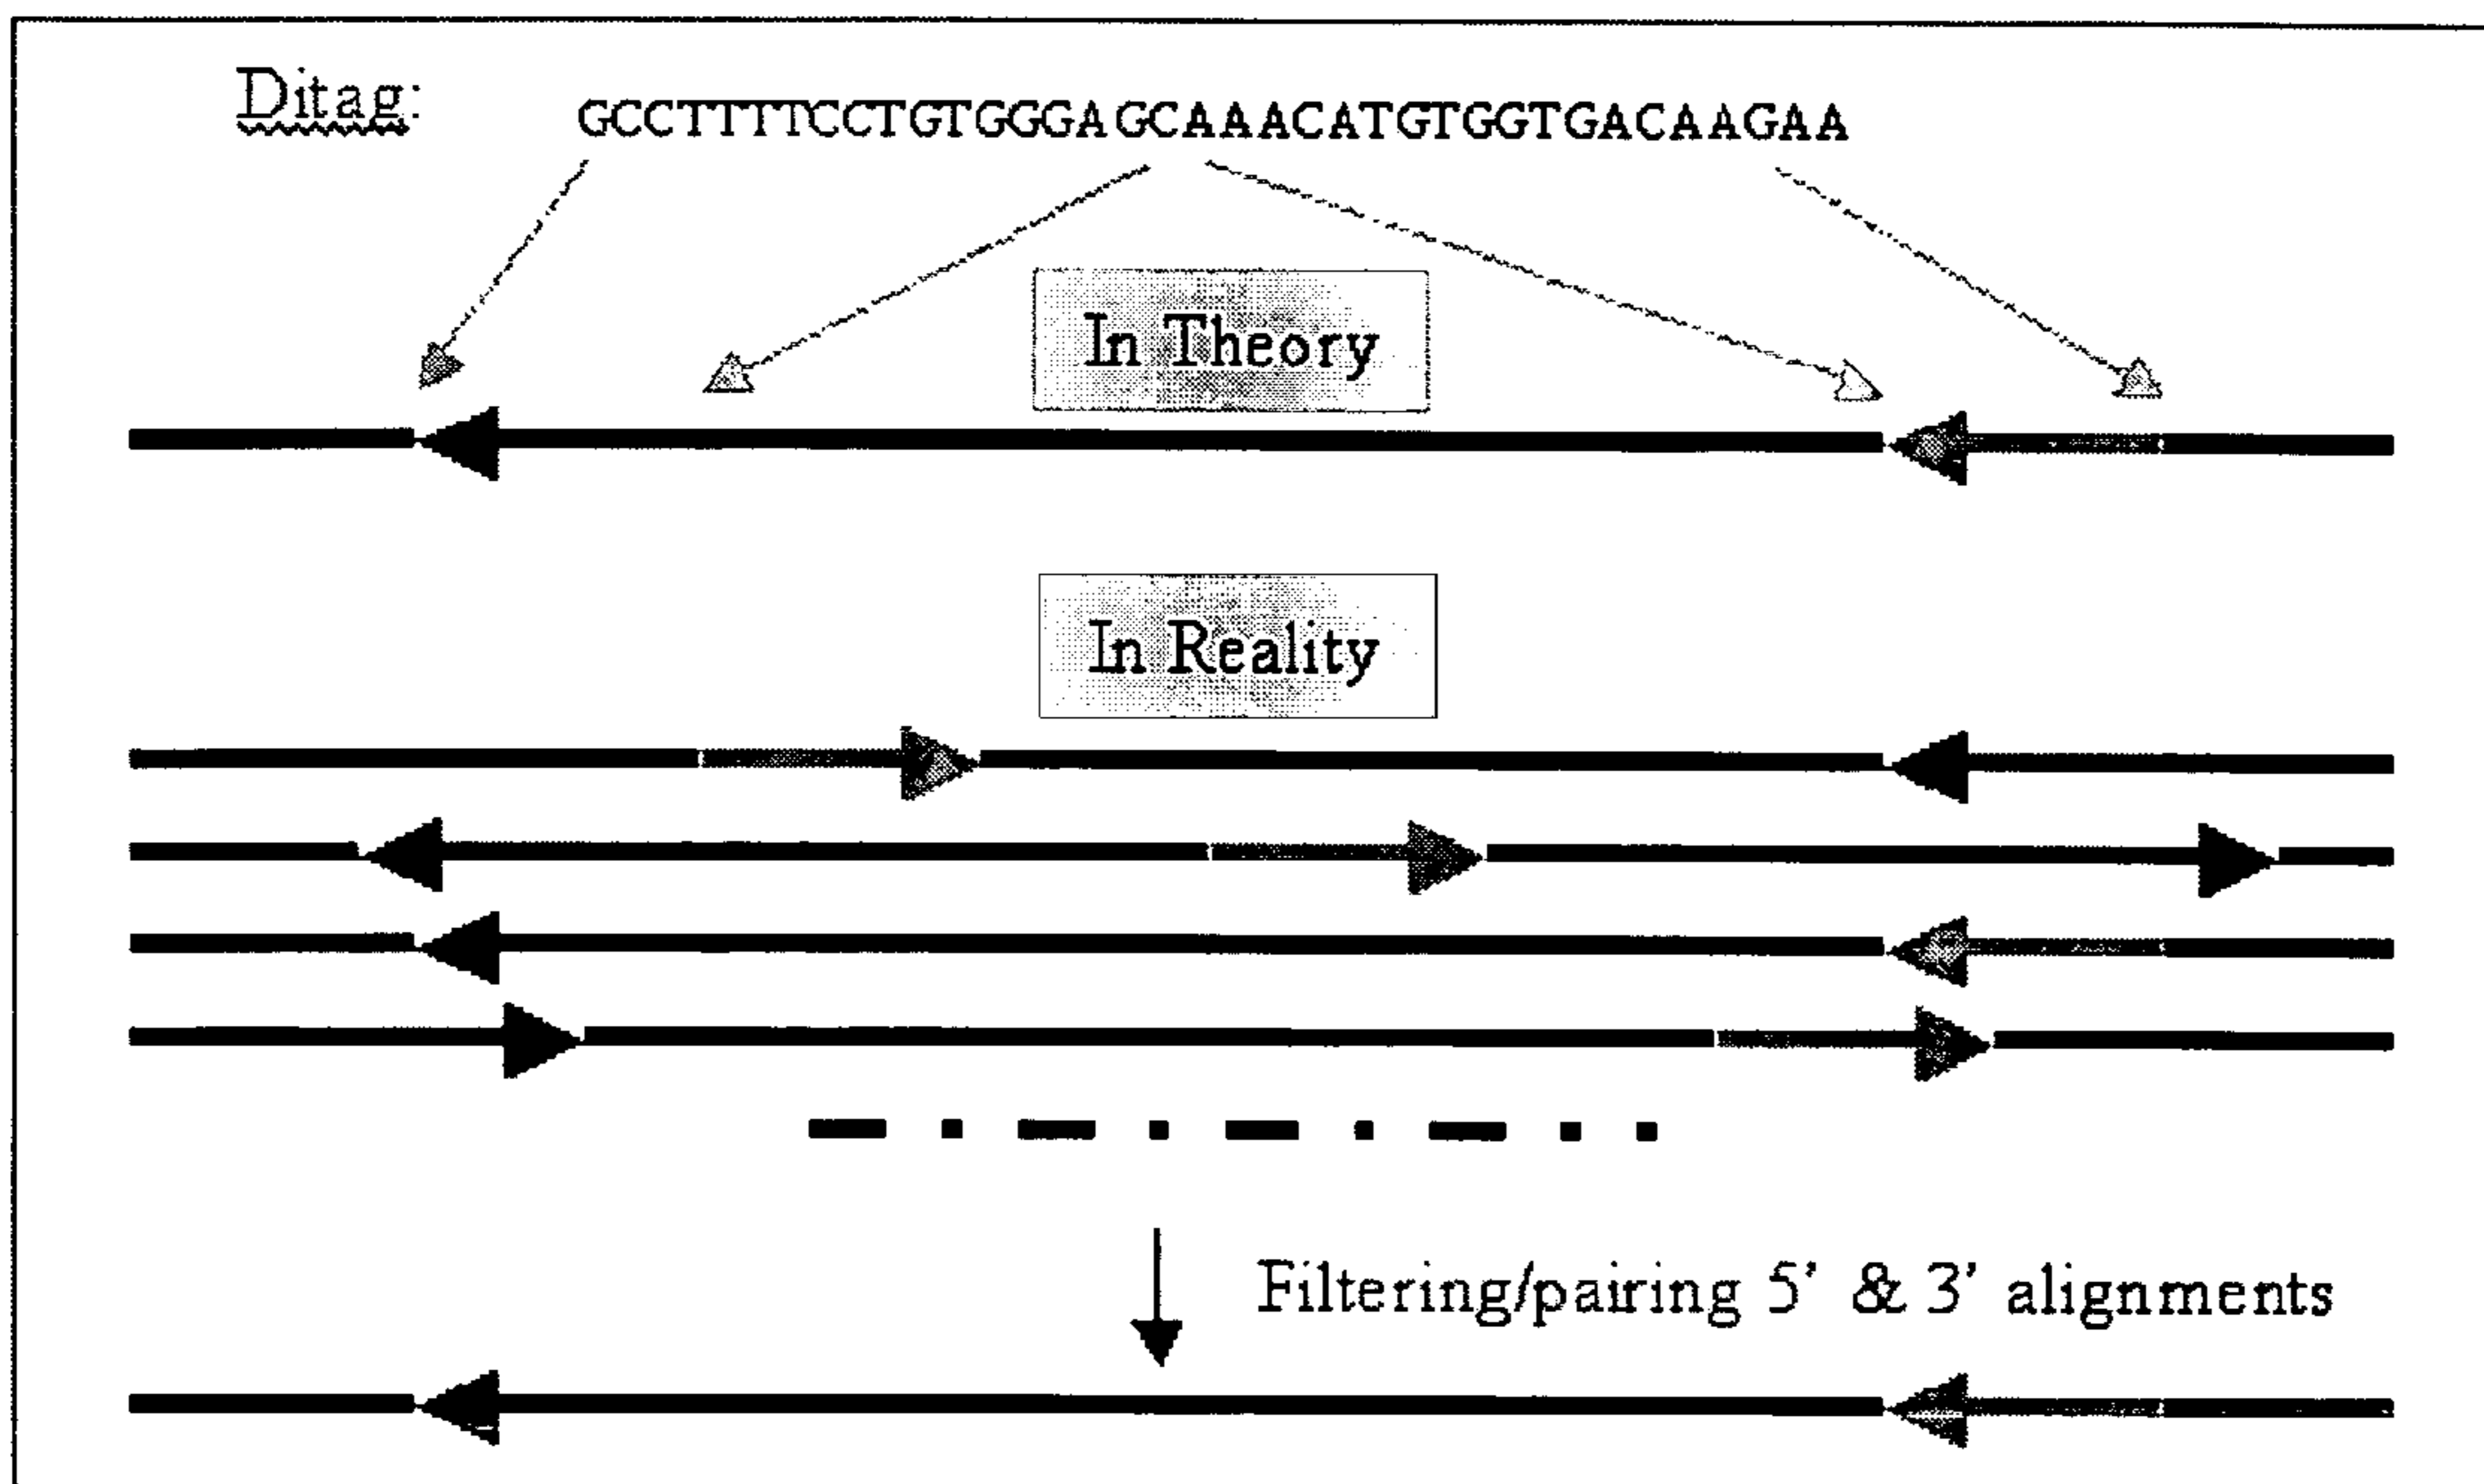 Ditag: GCCTTTTCCTGTGGGAGCAAACATGTGGTGACAAGAA
In Theory
In Reality
Filtering/pairing 5' & 3' alignments